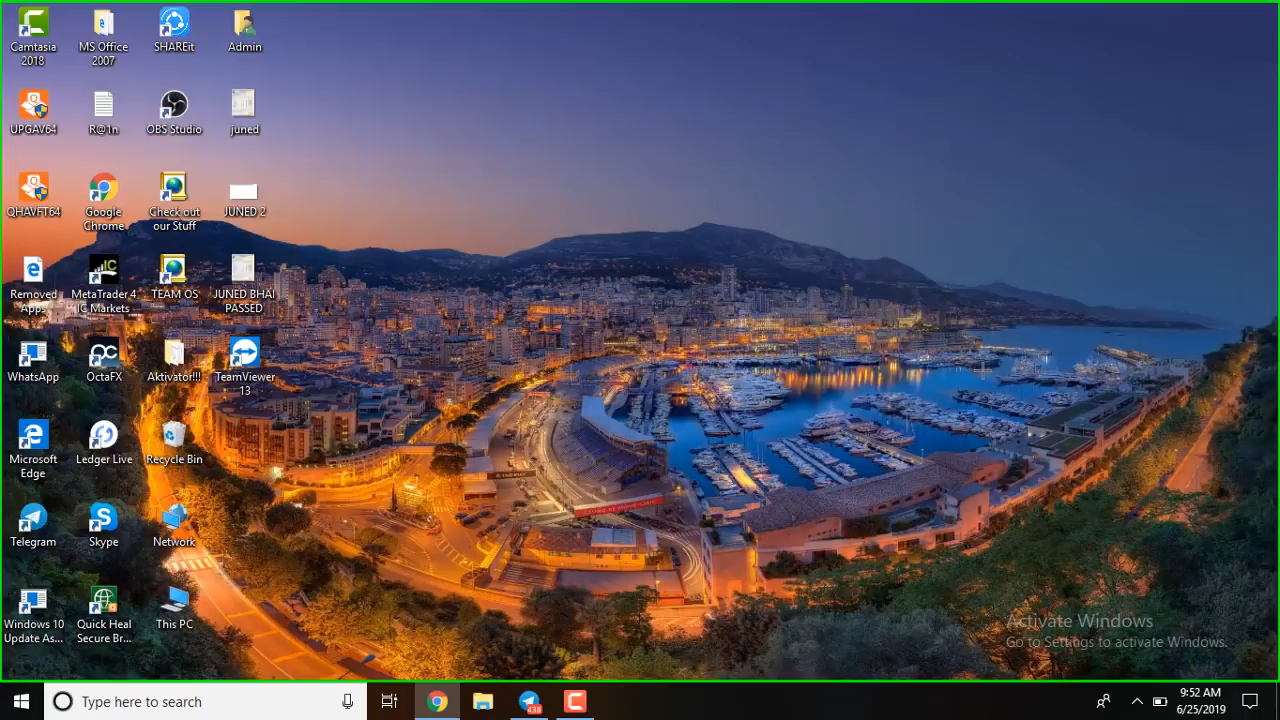 Camtasia
2018
MS Office
2007
SHAREit
Admin
UPGAV64
R@1n
OBS Studio
juned
QHAVFT64
Google
Chrome
Check out
our Stuff
JUNED 2
Removed
Apps
MetaTrader 4
IC Markets
TEAM OS
JUNED BHAI
PASSED
WhatsApp
OctaFX
Aktivator!!!
TeamViewer
13
Microsoft
Edge
Ledger Live
Recycle Bin
Telegram
Skype
Network
Windows 10
Update As...
Quick Heal
Secure Br...
This PC
Activate Windows
Go to Settings to activate Windows.
Type here to search
438
9:52 AM
6/25/2019